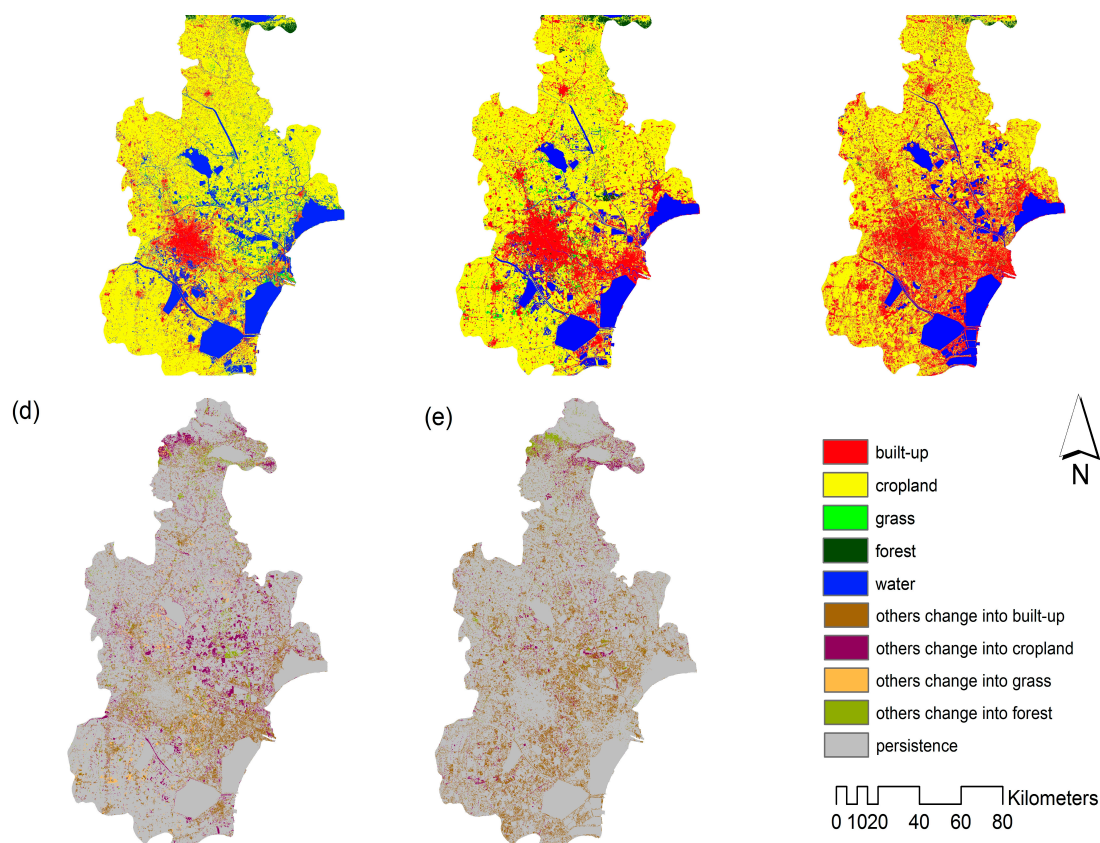 (d)
(e)
N
built-up
cropland
grass
forest
water
others change into built-up
others change into cropland
others change into grass
others change into forest
persistence
Kilometers
0 1020 40 60 80